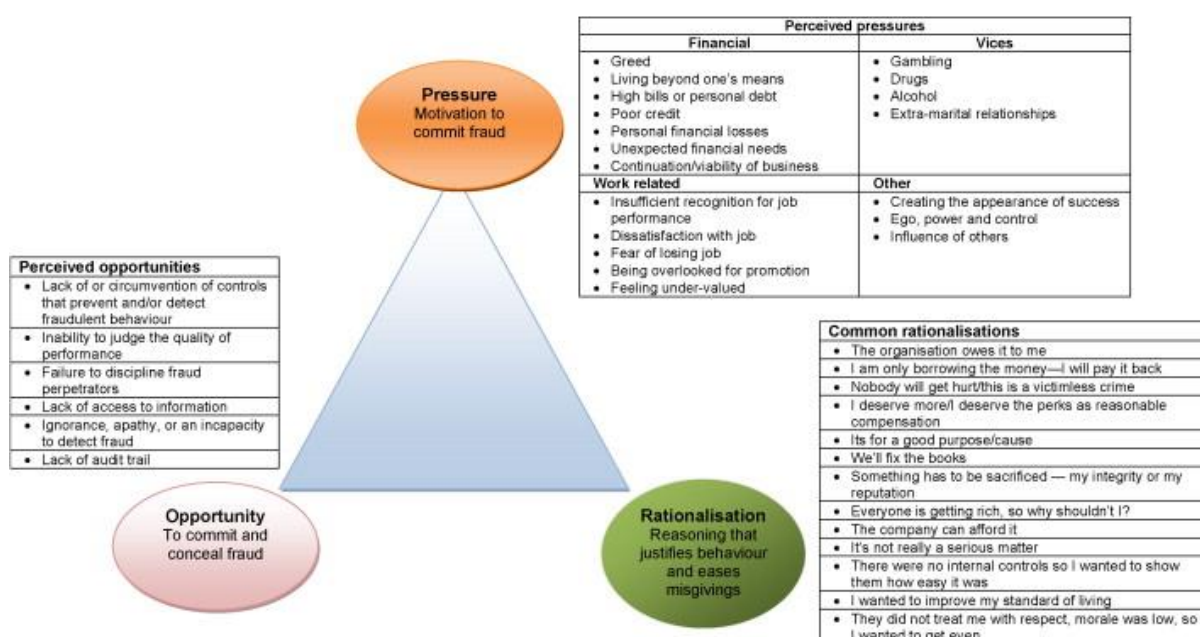 Perceived pressures
Financial
Vices
• Greed
• Living beyond one's means
• High bills or personal debt
• Poor credit
• Personal financial losses
• Unexpected financial needs
• Continuation/viability of business
• Gambling
• Drugs
• Alcohol
• Extra-marital relationships
Work related
Other
• Insufficient recognition for job
performance
• Dissatisfaction with job
• Fear of losing job
• Being overlooked for promotion
• Feeling under-valued
• Creating the appearance of success
• Ego, power and control
• Influence of others
Pressure
Motivation to
commit fraud
Perceived opportunities
• Lack of or circumvention of controls
that prevent and/or detect
fraudulent behaviour
• Inability to judge the quality of
performance
• Failure to discipline fraud
perpetrators
• Lack of access to information
• Ignorance, apathy, or an incapacity
to detect fraud
• Lack of audit trail
Opportunity
To commit and
conceal fraud
Rationalisation
Reasoning that
justifies behaviour
and eases
misgivings
Common rationalisations
• The organisation owes it to me
• I am only borrowing the money—I will pay it back
• Nobody will get hurt/this is a victimless crime
• I deserve more/I deserve the perks as reasonable
compensation
• Its for a good purpose/cause
• We'll fix the books
• Something has to be sacrificed — my integrity or my
reputation
• Everyone is getting rich, so why shouldn't I?
• The company can afford it
• It's not really a serious matter
• There were no internal controls so I wanted to show
them how easy it was
• I wanted to improve my standard of living
• They did not treat me with respect, morale was low, so
I wanted to get even